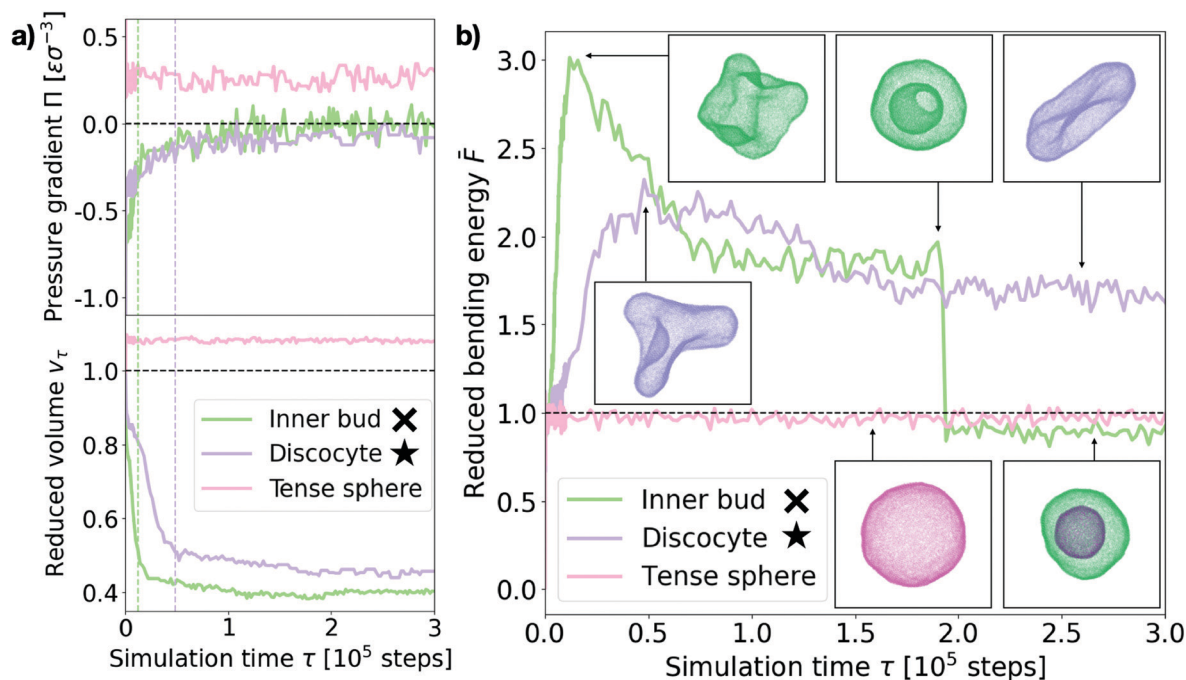 a)
Pressure gradient Π [εσ⁻³]
0.5
0.0
-0.5
-1.0
Reduced volume v_τ
1.0
0.8
0.6
0.4
Inner bud
Discocyte
Tense sphere
0 1 2 3
Simulation time τ [10⁵ steps]
b)
Reduced bending energy F̄
3.0
2.5
2.0
1.5
1.0
0.5
0.0
Inner bud
Discocyte
Tense sphere
0.0 0.5 1.0 1.5 2.0 2.5 3.0
Simulation time τ [10⁵ steps]